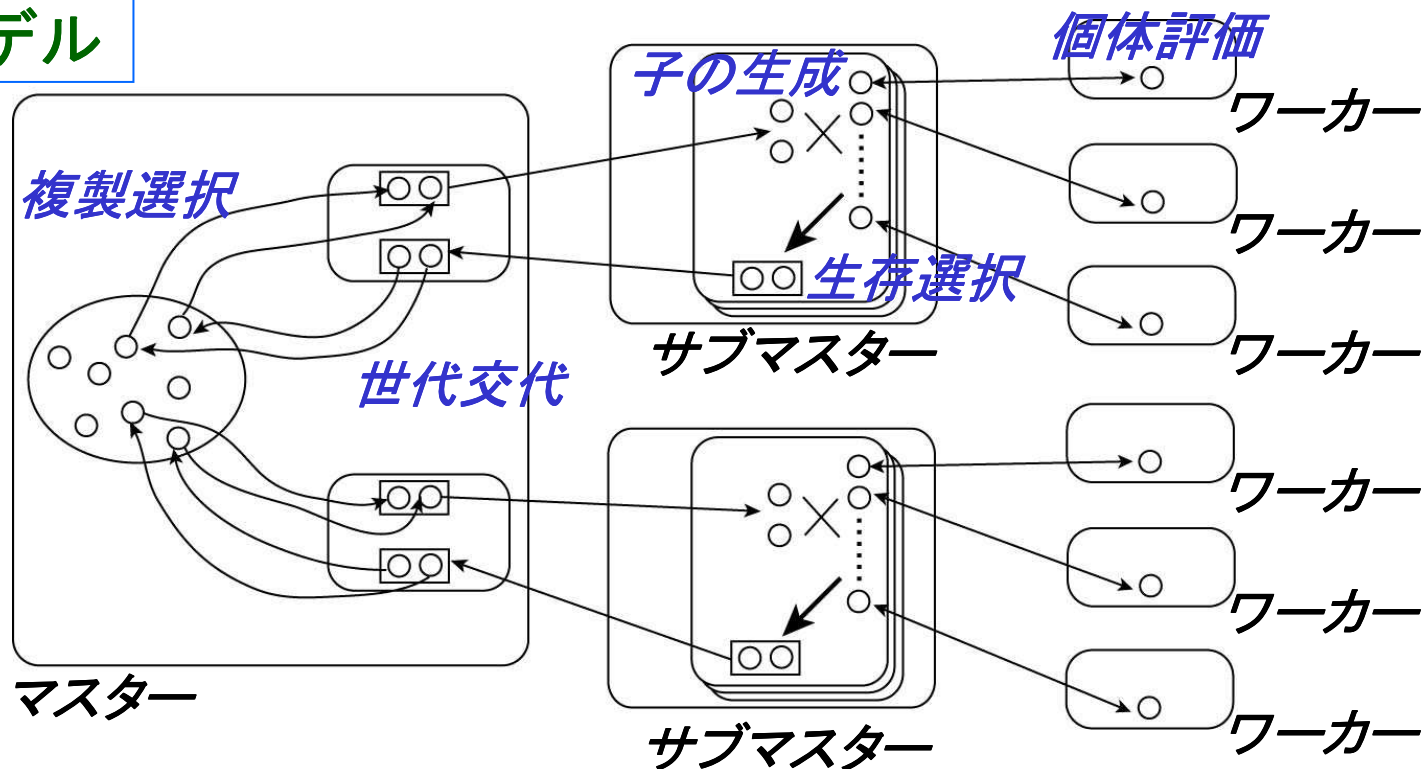 デル
個体評価
子の生成
ワーカー
複製選択
ワーカー
生存選択
サブマスター
ワーカー
世代交代
ワーカー
ワーカー
マスター
サブマスター
ワーカー